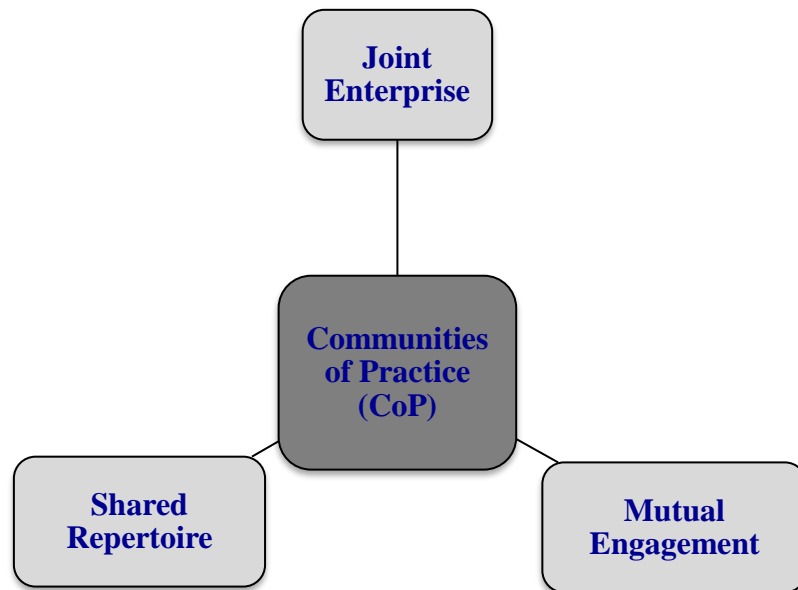 Joint
Enterprise
Communities
of Practice
(CoP)
Shared
Repertoire
Mutual
Engagement